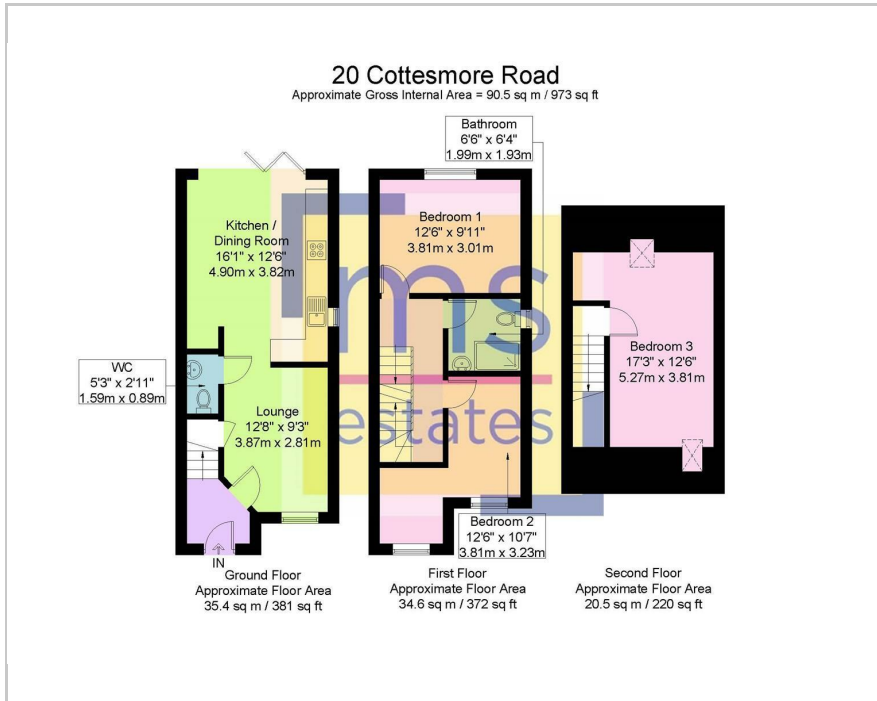 20 Cottesmore Road
Approximate Gross Internal Area = 90.5 sq m / 973 sq ft
Bathroom
6'6" x 6'4"
1.99m x 1.93m
Kitchen /
Dining Room
16'1" x 12'6"
4.90m x 3.82m
Bedroom 1
12'6" x 9'11"
3.81m x 3.01m
WC
5'3" x 2'11"
1.59m x 0.89m
Lounge
12'8" x 9'3"
3.87m x 2.81m
Bedroom 3
17'3" x 12'6"
5.27m x 3.81m
ms
estates
Bedroom 2
12'6" x 10'7"
3.81m x 3.23m
IN
Ground Floor
Approximate Floor Area
35.4 sq m / 381 sq ft
First Floor
Approximate Floor Area
34.6 sq m / 372 sq ft
Second Floor
Approximate Floor Area
20.5 sq m / 220 sq ft